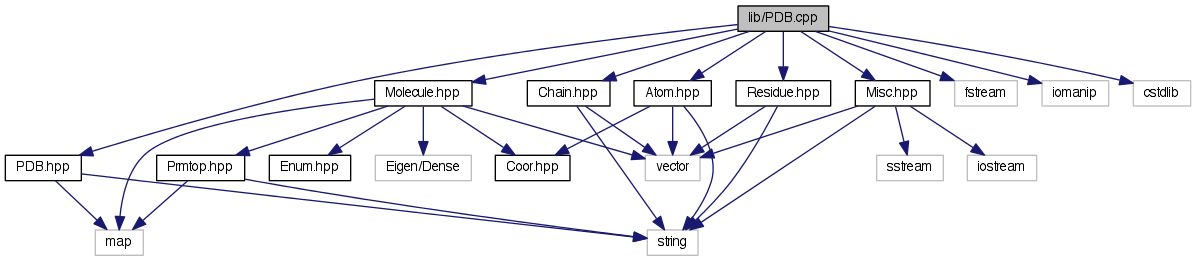 lib/PDB.cpp
Molecule.hpp
Chain.hpp
Atom.hpp
Residue.hpp
Misc.hpp
fstream
iomanip
cstdlib
PDB.hpp
Prmtop.hpp
Enum.hpp
Eigen/Dense
Coor.hpp
vector
sstream
iostream
map
string